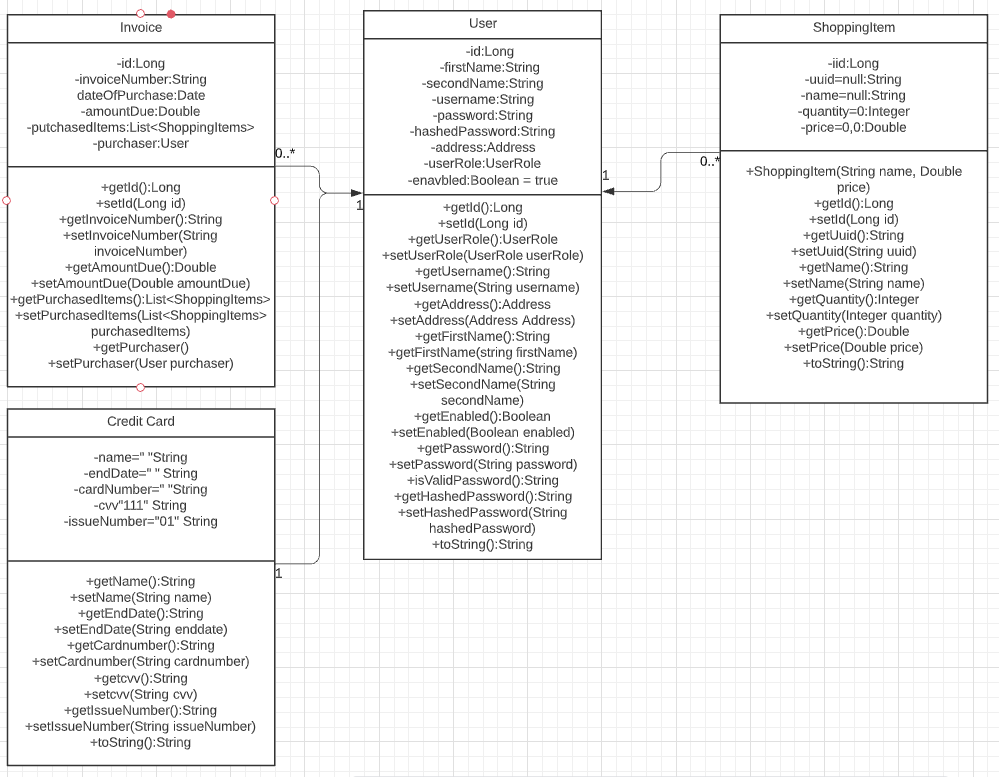 Invoice
-id:Long
-invoiceNumber:String
dateOfPurchase:Date
-amountDue:Double
-putchasedItems:List<ShoppingItems>
-purchaser:User
+getId():Long
+setId(Long id)
+getInvoiceNumber():String
+setInvoiceNumber(String
invoiceNumber)
+getAmountDue():Double
+setAmountDue(Double amountDue)
+getPurchasedItems():List<ShoppingItems>
+setPurchasedItems(List<ShoppingItems>
purchasedItems)
+getPurchaser()
+setPurchaser(User purchaser)
0..*
1
Credit Card
-name=" "String
-endDate=" " String
-cardNumber=" "String
-cvv"111" String
-issueNumber="01" String
+getName():String
+setName(String name)
+getEndDate():String
+setEndDate(String enddate)
+getCardnumber():String
+setCardnumber(String cardnumber)
+getcvv():String
+setcvv(String cvv)
+getIssueNumber():String
+setIssueNumber(String issueNumber)
+toString():String
1
User
-id:Long
-firstName:String
-secondName:String
-username:String
-password:String
-hashedPassword:String
-address:Address
-userRole:UserRole
-enavbled:Boolean = true
+getId():Long
+setId(Long id)
+getUserRole():UserRole
+setUserRole(UserRole userRole)
+getUsername():String
+setUsername(String username)
+getAddress():Address
+setAddress(Address Address)
+getFirstName():String
+getFirstName(string firstName)
+getSecondName():String
+setSecondName(String
secondName)
+getEnabled():Boolean
+setEnabled(Boolean enabled)
+getPassword():String
+setPassword(String password)
+isValidPassword():String
+getHashedPassword():String
+setHashedPassword(String
hashedPassword)
+toString():String
1
0..*
ShoppingItem
-iid:Long
-uuid=null:String
-name=null:String
-quantity=0:Integer
-price=0,0:Double
+ShoppingItem(String name, Double
price)
+getId():Long
+setId(Long id)
+getUuid():String
+setUuid(String uuid)
+getName():String
+setName(String name)
+getQuantity():Integer
+setQuantity(Integer quantity)
+getPrice():Double
+setPrice(Double price)
+toString():String